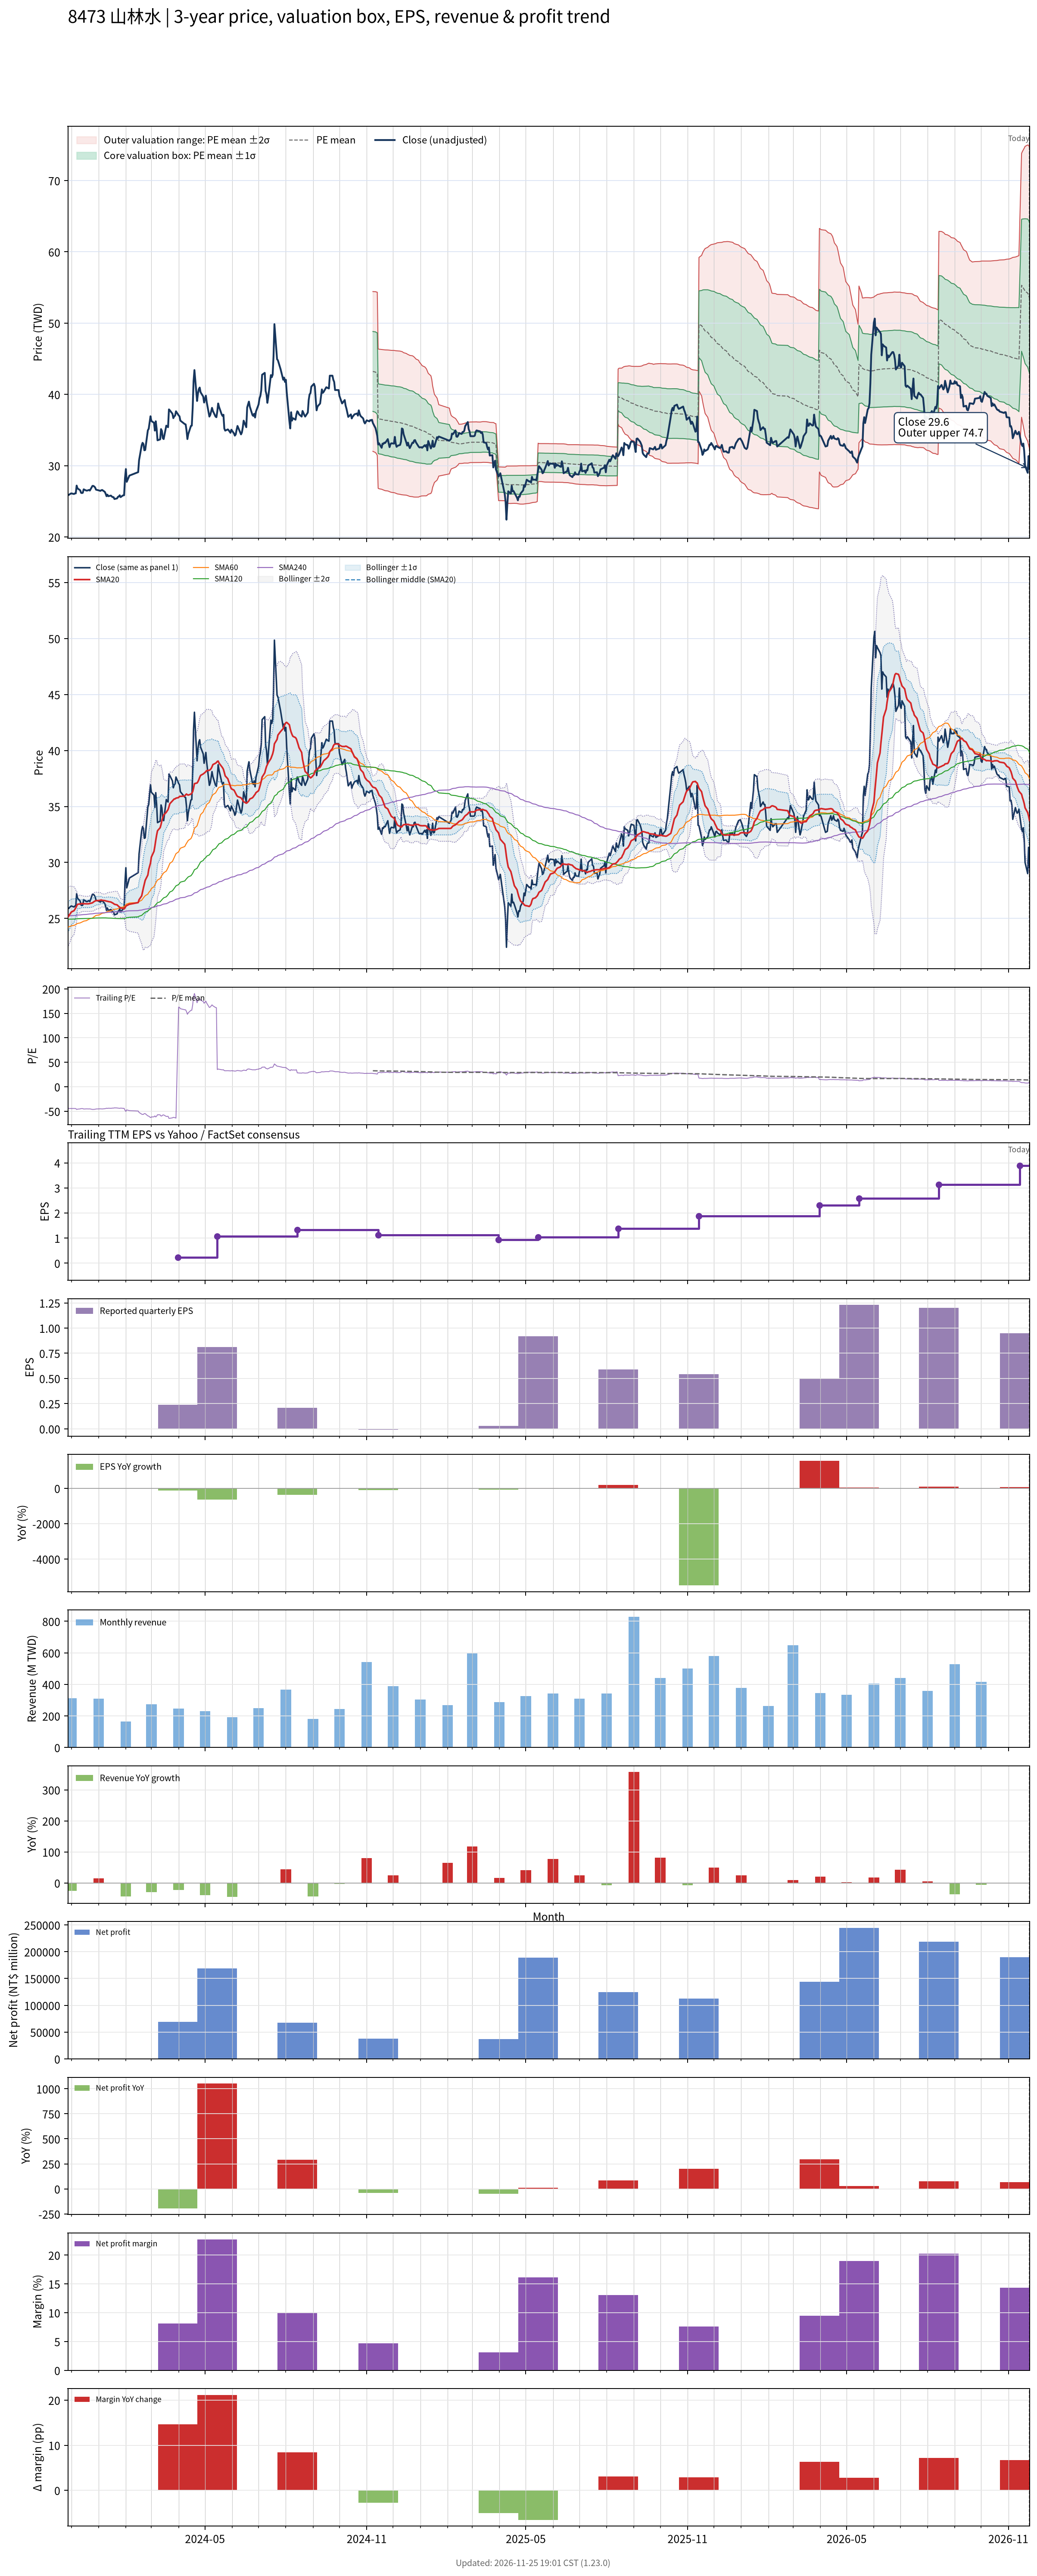 8473 山林水 | 3-year price, valuation box, EPS, revenue & profit trend
Outer valuation range: PE mean ±2σ
Core valuation box: PE mean ±1σ
PE mean
Close (unadjusted)
Today
Price (TWD)
70
60
50
40
30
20
Close 29.6
Outer upper 74.7
Close (same as panel 1)
SMA20
SMA60
SMA120
SMA240
Bollinger ±2σ
Bollinger ±1σ
Bollinger middle (SMA20)
Price
55
50
45
40
35
30
25
Trailing P/E
P/E mean
P/E
200
150
100
50
0
-50
Trailing TTM EPS vs Yahoo / FactSet consensus
Today
EPS
4
3
2
1
0
Reported quarterly EPS
EPS
1.25
1.00
0.75
0.50
0.25
0.00
EPS YoY growth
YoY (%)
0
-2000
-4000
Monthly revenue
Revenue (M TWD)
800
600
400
200
0
Revenue YoY growth
YoY (%)
300
200
100
0
Month
Net profit
Net profit (NT$ million)
250000
200000
150000
100000
50000
0
Net profit YoY
YoY (%)
1000
750
500
250
0
-250
Net profit margin
Margin (%)
20
15
10
5
0
Margin YoY change
Δ margin (pp)
20
10
0
2024-05
2024-11
2025-05
2025-11
2026-05
2026-11
Updated: 2026-11-25 19:01 CST (1.23.0)